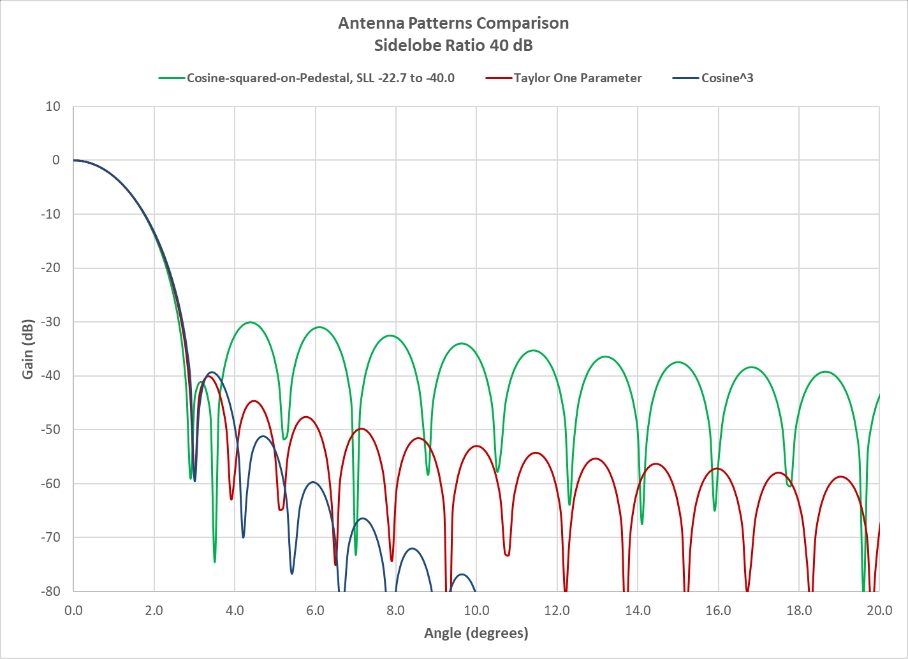 Antenna Patterns Comparison
Sidelobe Ratio 40 dB
Cosine-squared-on-Pedestal, SLL -22.7 to -40.0 Taylor One Parameter Cosine^3
10
0
-10
-20
-30
-40
-50
-60
-70
-80
Gain (dB)
0.0 2.0 4.0 6.0 8.0 10.0 12.0 14.0 16.0 18.0 20.0
Angle (degrees)